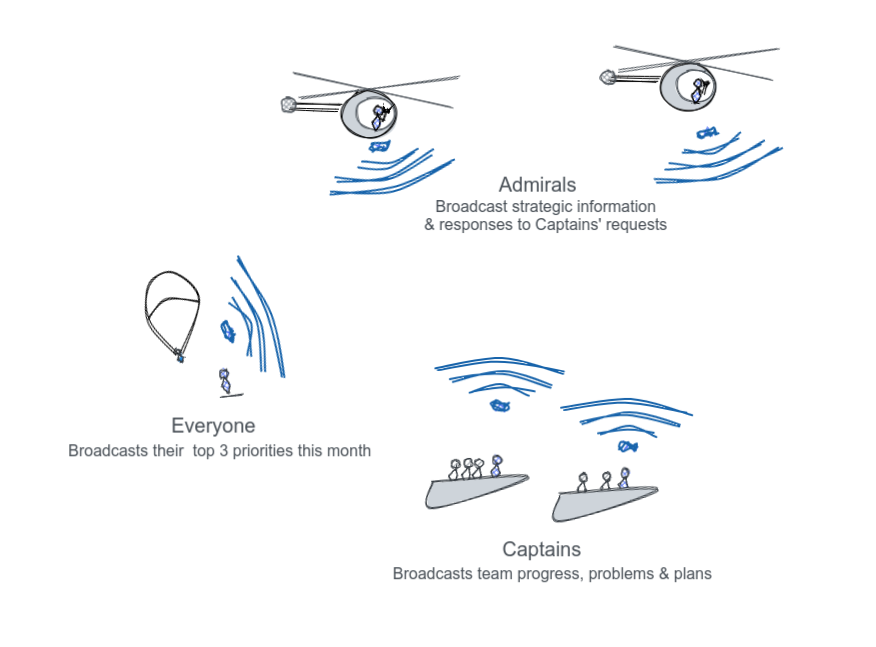 Admirals
Broadcast strategic information
& responses to Captains' requests
Everyone
Broadcasts their top 3 priorities this month
Captains
Broadcasts team progress, problems & plans